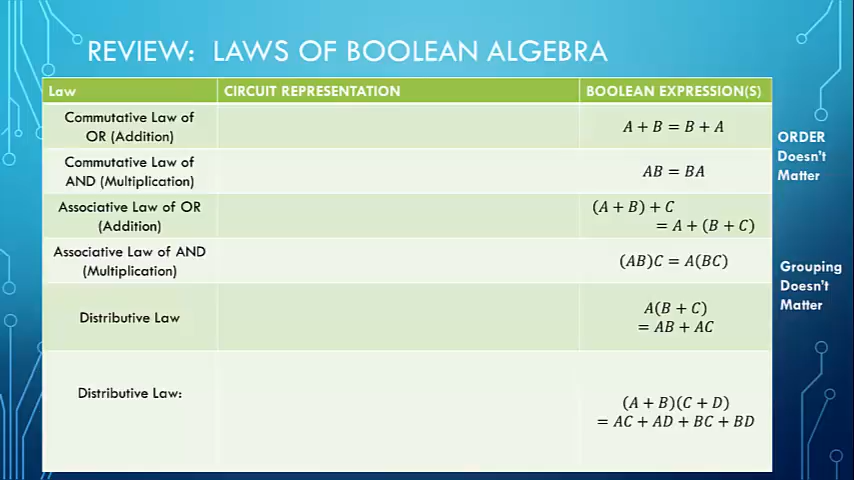 REVIEW: LAWS OF BOOLEAN ALGEBRA
Law
CIRCUIT REPRESENTATION
BOOLEAN EXPRESSION(S)
Commutative Law of
OR (Addition)
A + B = B + A
ORDER
Doesn't
Matter
Commutative Law of
AND (Multiplication)
AB = BA
Associative Law of OR
(Addition)
(A + B) + C
= A + (B + C)
Associative Law of AND
(Multiplication)
(AB)C = A(BC)
Grouping
Doesn't
Matter
Distributive Law
A(B + C)
= AB + AC
Distributive Law:
(A + B)(C + D)
= AC + AD + BC + BD